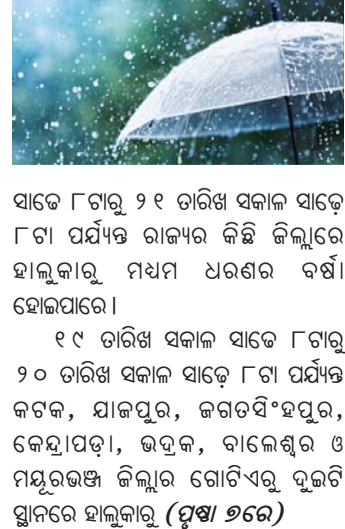 ସାଢେ ୮ଟାରୁ ୨୧ ତାରିଖ ସକାଳ ସାଢ଼େ
୮ଟା ପର୍ଯ୍ୟନ୍ତ ରାଜ୍ୟର କିଛି ଜିଲ୍ଲାରେ
ହାଲୁକାରୁ ମଧ୍ୟମ ଧରଣର ବର୍ଷା
ହୋଇପାରେ।
୧୯ ତାରିଖ ସକାଳ ସାଢେ ୮ଟାରୁ
୨୦ ତାରିଖ ସକାଳ ସାଢ଼େ ୮ଟା ପର୍ଯ୍ୟନ୍ତ
କଟକ, ଯାଜପୁର, ଜଗତସିଂହପୁର,
କେନ୍ଦ୍ରାପଡ଼ା, ଭଦ୍ରକ, ବାଲେଶ୍ୱର ଓ
ମୟୂରଭଞ୍ଜ ଜିଲ୍ଲାର ଗୋଟିଏରୁ ଦୁଇଟି
ସ୍ଥାନରେ ହାଲୁକାରୁ (ପୃଷ୍ଠା ୭ରେ)